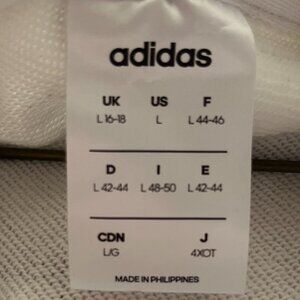 adidas
UK US F
L 16-18 L L 44-46
D I E
L 42-44 L 48-50 L 42-44
CDN J
L/G 4XOT
MADE IN PHILIPPINES